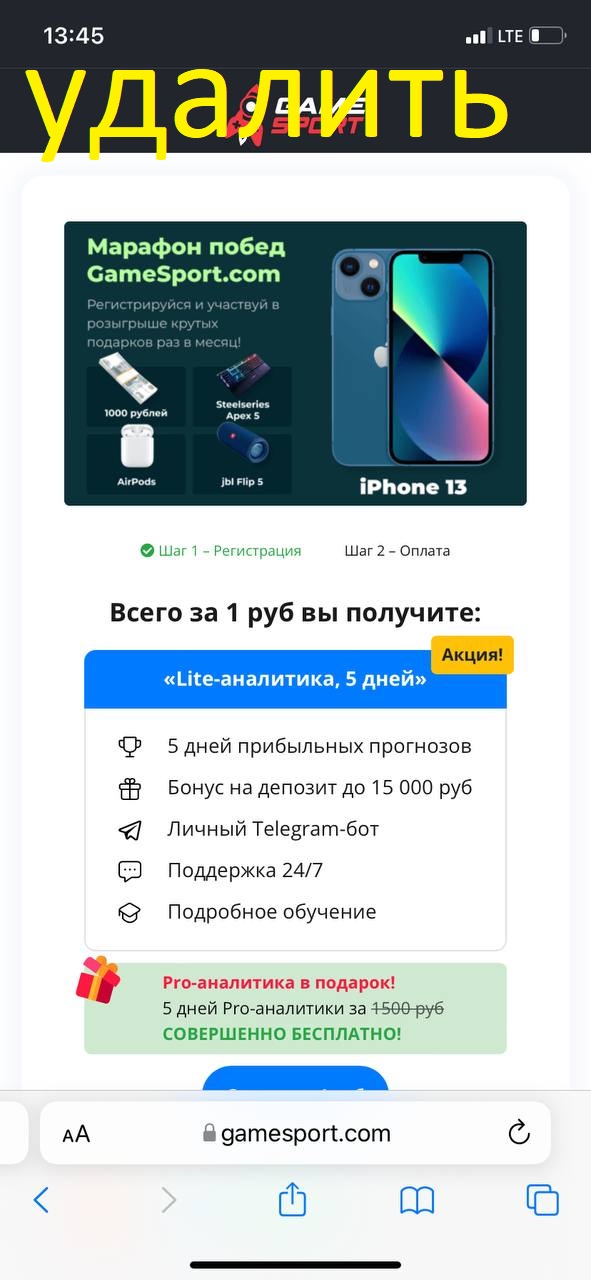 13:45
LTE
удалить
GAME
SPORT
Марафон побед
GameSport.com
Регистрируйся и участвуй в
розыгрыше крутых
подарков раз в месяц!
1000 рублей
Steelseries
Apex 5
AirPods
jbl Flip 5
iPhone 13
Шаг 1 – Регистрация
Шаг 2 – Оплата
Всего за 1 руб вы получите:
Акция!
«Lite-аналитика, 5 дней»
5 дней прибыльных прогнозов
Бонус на депозит до 15 000 руб
Личный Telegram-бот
Поддержка 24/7
Подробное обучение
Pro-аналитика в подарок!
5 дней Pro-аналитики за 1500 руб
СОВЕРШЕННО БЕСПЛАТНО!
AA
gamesport.com